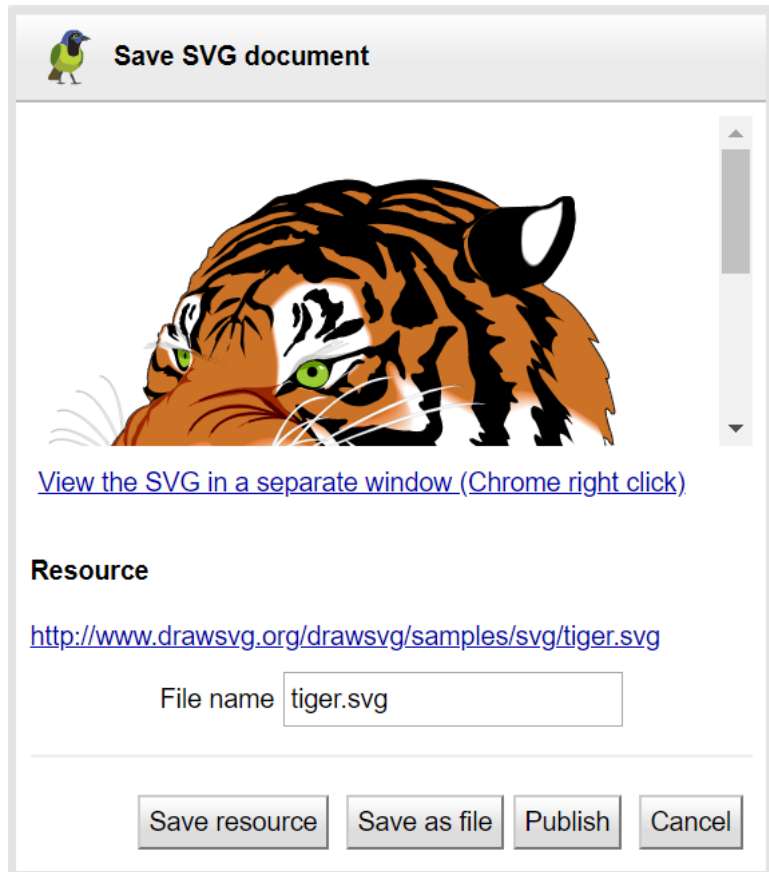 Save SVG document
View the SVG in a separate window (Chrome right click)
Resource
http://www.drawsvg.org/drawsvg/samples/svg/tiger.svg
File name tiger.svg
Save resource Save as file Publish Cancel